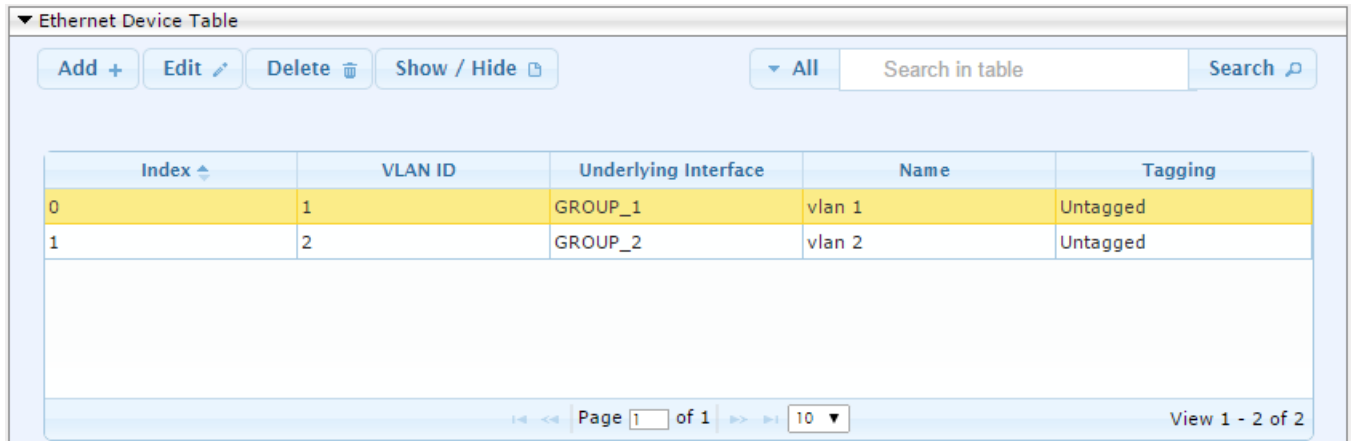 Ethernet Device Table
Add + Edit Delete Show / Hide All Search in table Search
Index VLAN ID Underlying Interface Name Tagging
0 1 GROUP_1 vlan 1 Untagged
1 2 GROUP_2 vlan 2 Untagged
Page 1 of 1 10 View 1 - 2 of 2